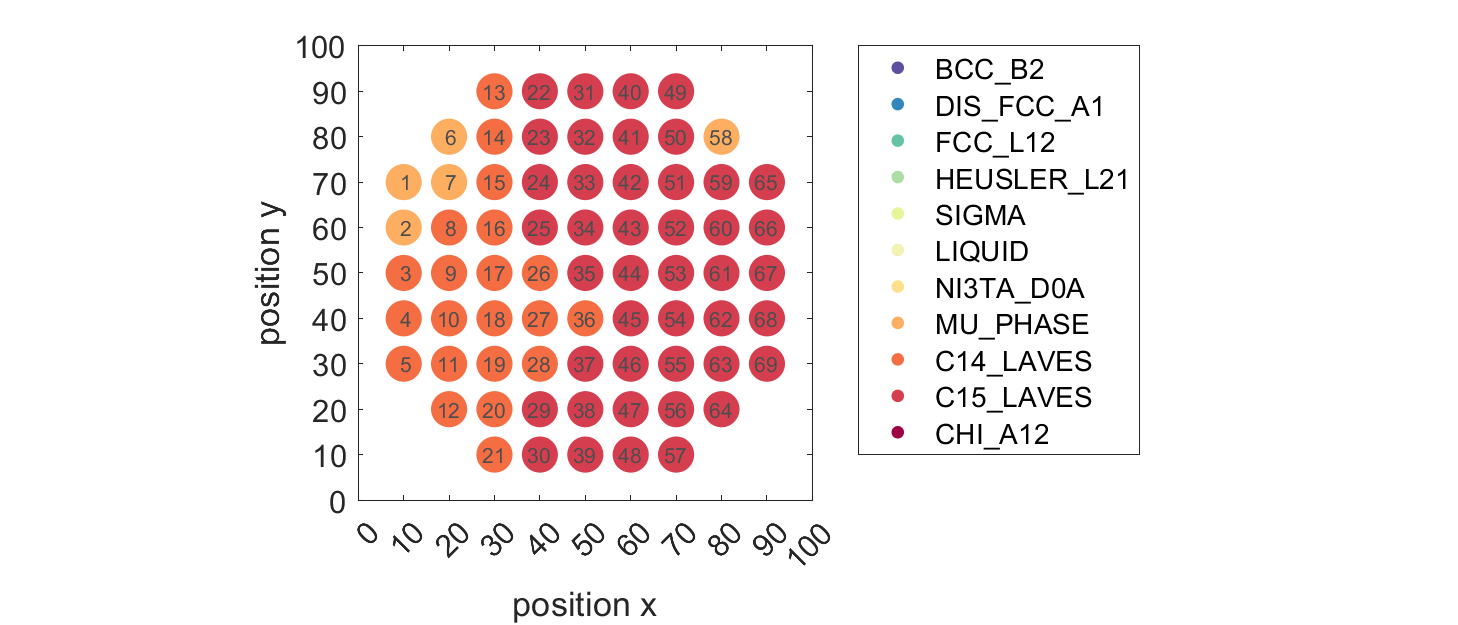 100
90 13 22 31 40 49
80 6 14 23 32 41 50 58
70 1 7 15 24 33 42 51 59 65
60 2 8 16 25 34 43 52 60 66
50 3 9 17 26 35 44 53 61 67
40 4 10 18 27 36 45 54 62 68
30 5 11 19 28 37 46 55 63 69
20 12 20 29 38 47 56 64
10 21 30 39 48 57
0
position y
0 10 20 30 40 50 60 70 80 90 100
position x
BCC_B2
DIS_FCC_A1
FCC_L12
HEUSLER_L21
SIGMA
LIQUID
NI3TA_D0A
MU_PHASE
C14_LAVES
C15_LAVES
CHI_A12